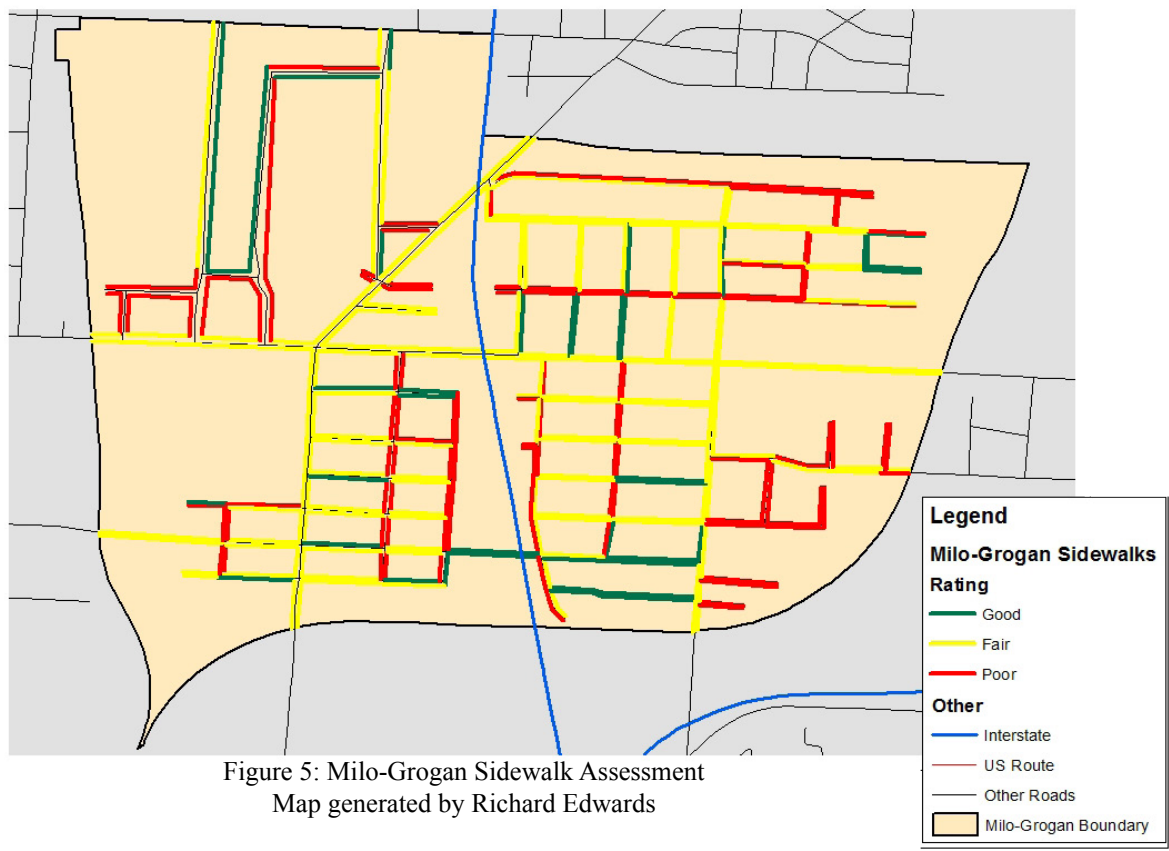 Legend
Milo-Grogan Sidewalks
Rating
Good
Fair
Poor
Other
Interstate
US Route
Other Roads
Milo-Grogan Boundary
Figure 5: Milo-Grogan Sidewalk Assessment
Map generated by Richard Edwards